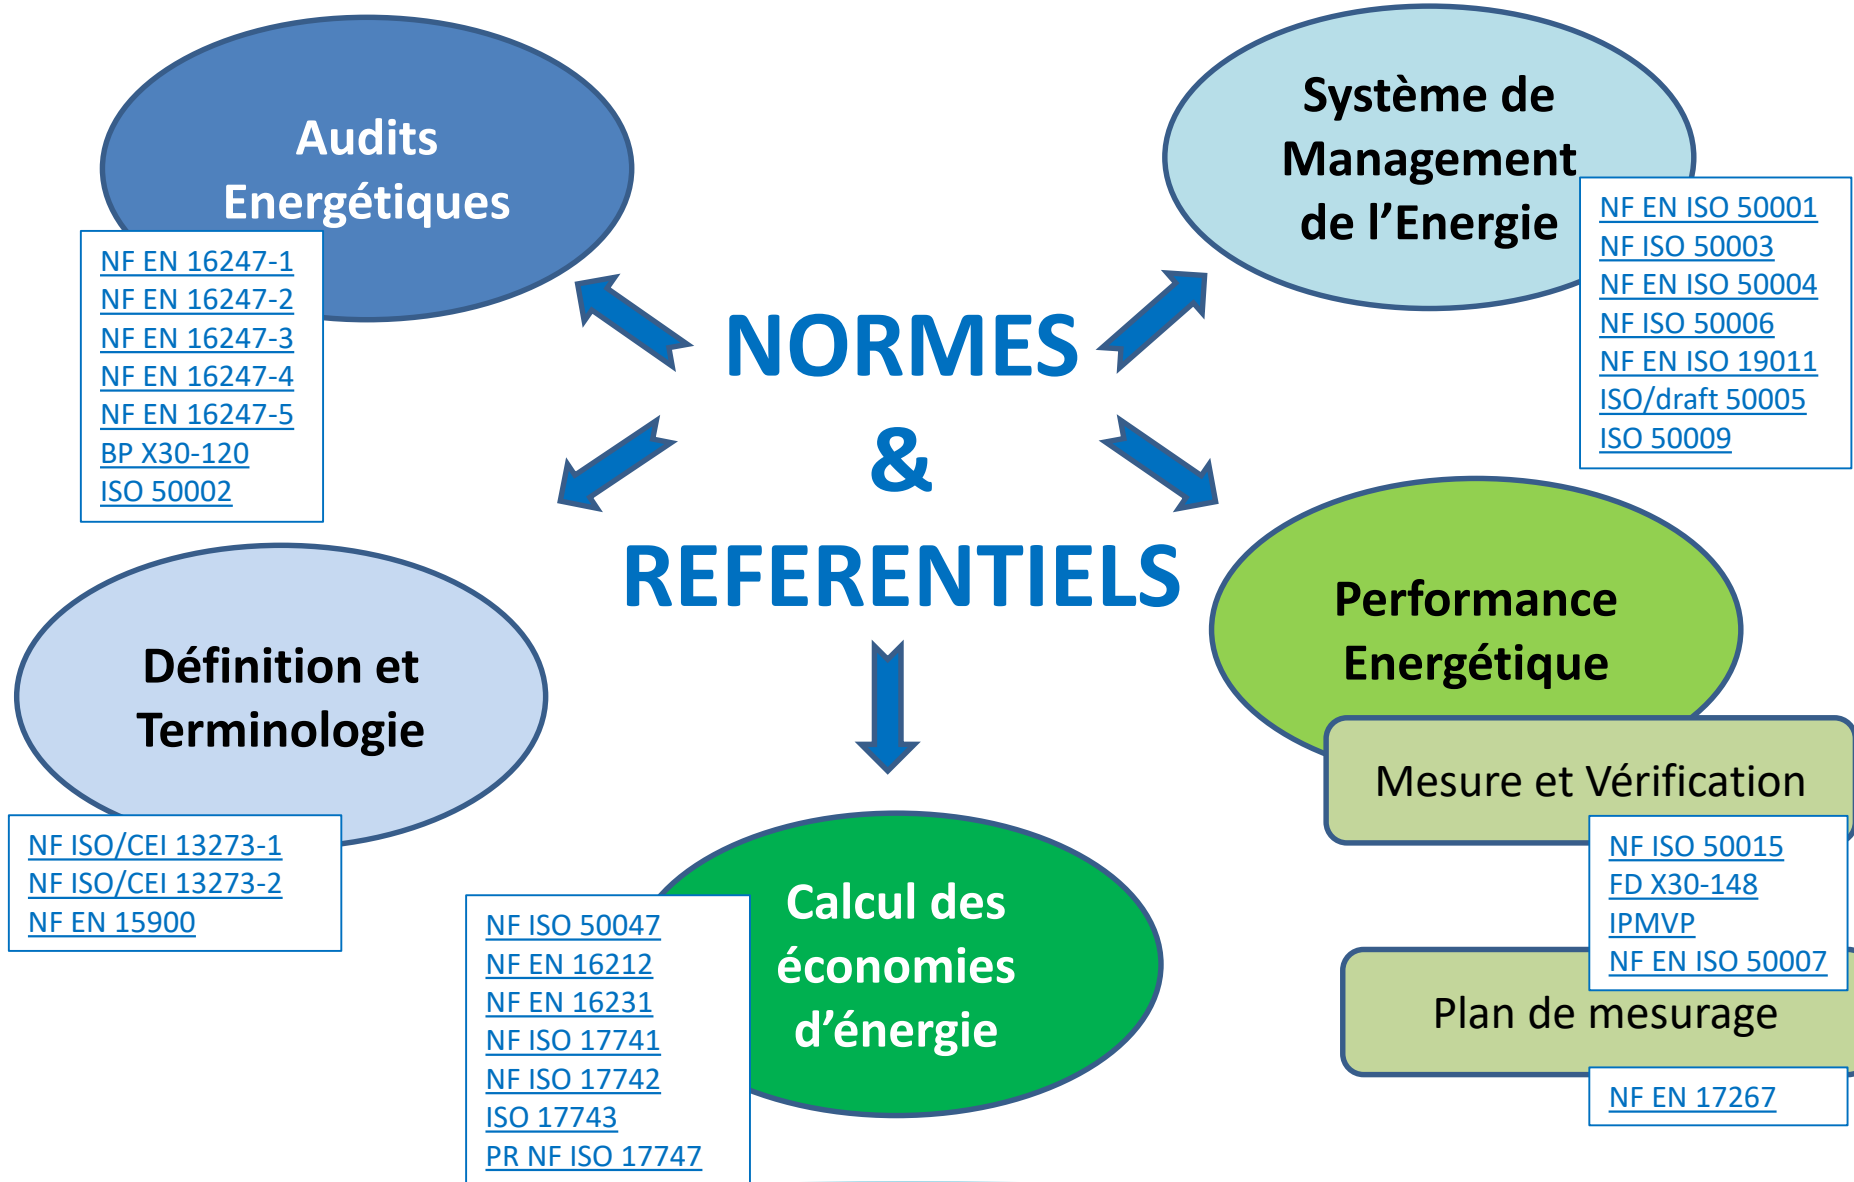 Audits
Energétiques
NF EN 16247-1
NF EN 16247-2
NF EN 16247-3
NF EN 16247-4
NF EN 16247-5
BP X30-120
ISO 50002
Système de
Management
de l’Energie
NF EN ISO 50001
NF ISO 50003
NF EN ISO 50004
NF ISO 50006
NF EN ISO 19011
ISO/draft 50005
ISO 50009
NORMES
&
REFERENTIELS
Définition et
Terminologie
NF ISO/CEI 13273-1
NF ISO/CEI 13273-2
NF EN 15900
Performance
Energétique
Mesure et Vérification
NF ISO 50015
FD X30-148
IPMVP
NF EN ISO 50007
Plan de mesurage
NF EN 17267
Calcul des
économies
d’énergie
NF ISO 50047
NF EN 16212
NF EN 16231
NF ISO 17741
NF ISO 17742
ISO 17743
PR NF ISO 17747